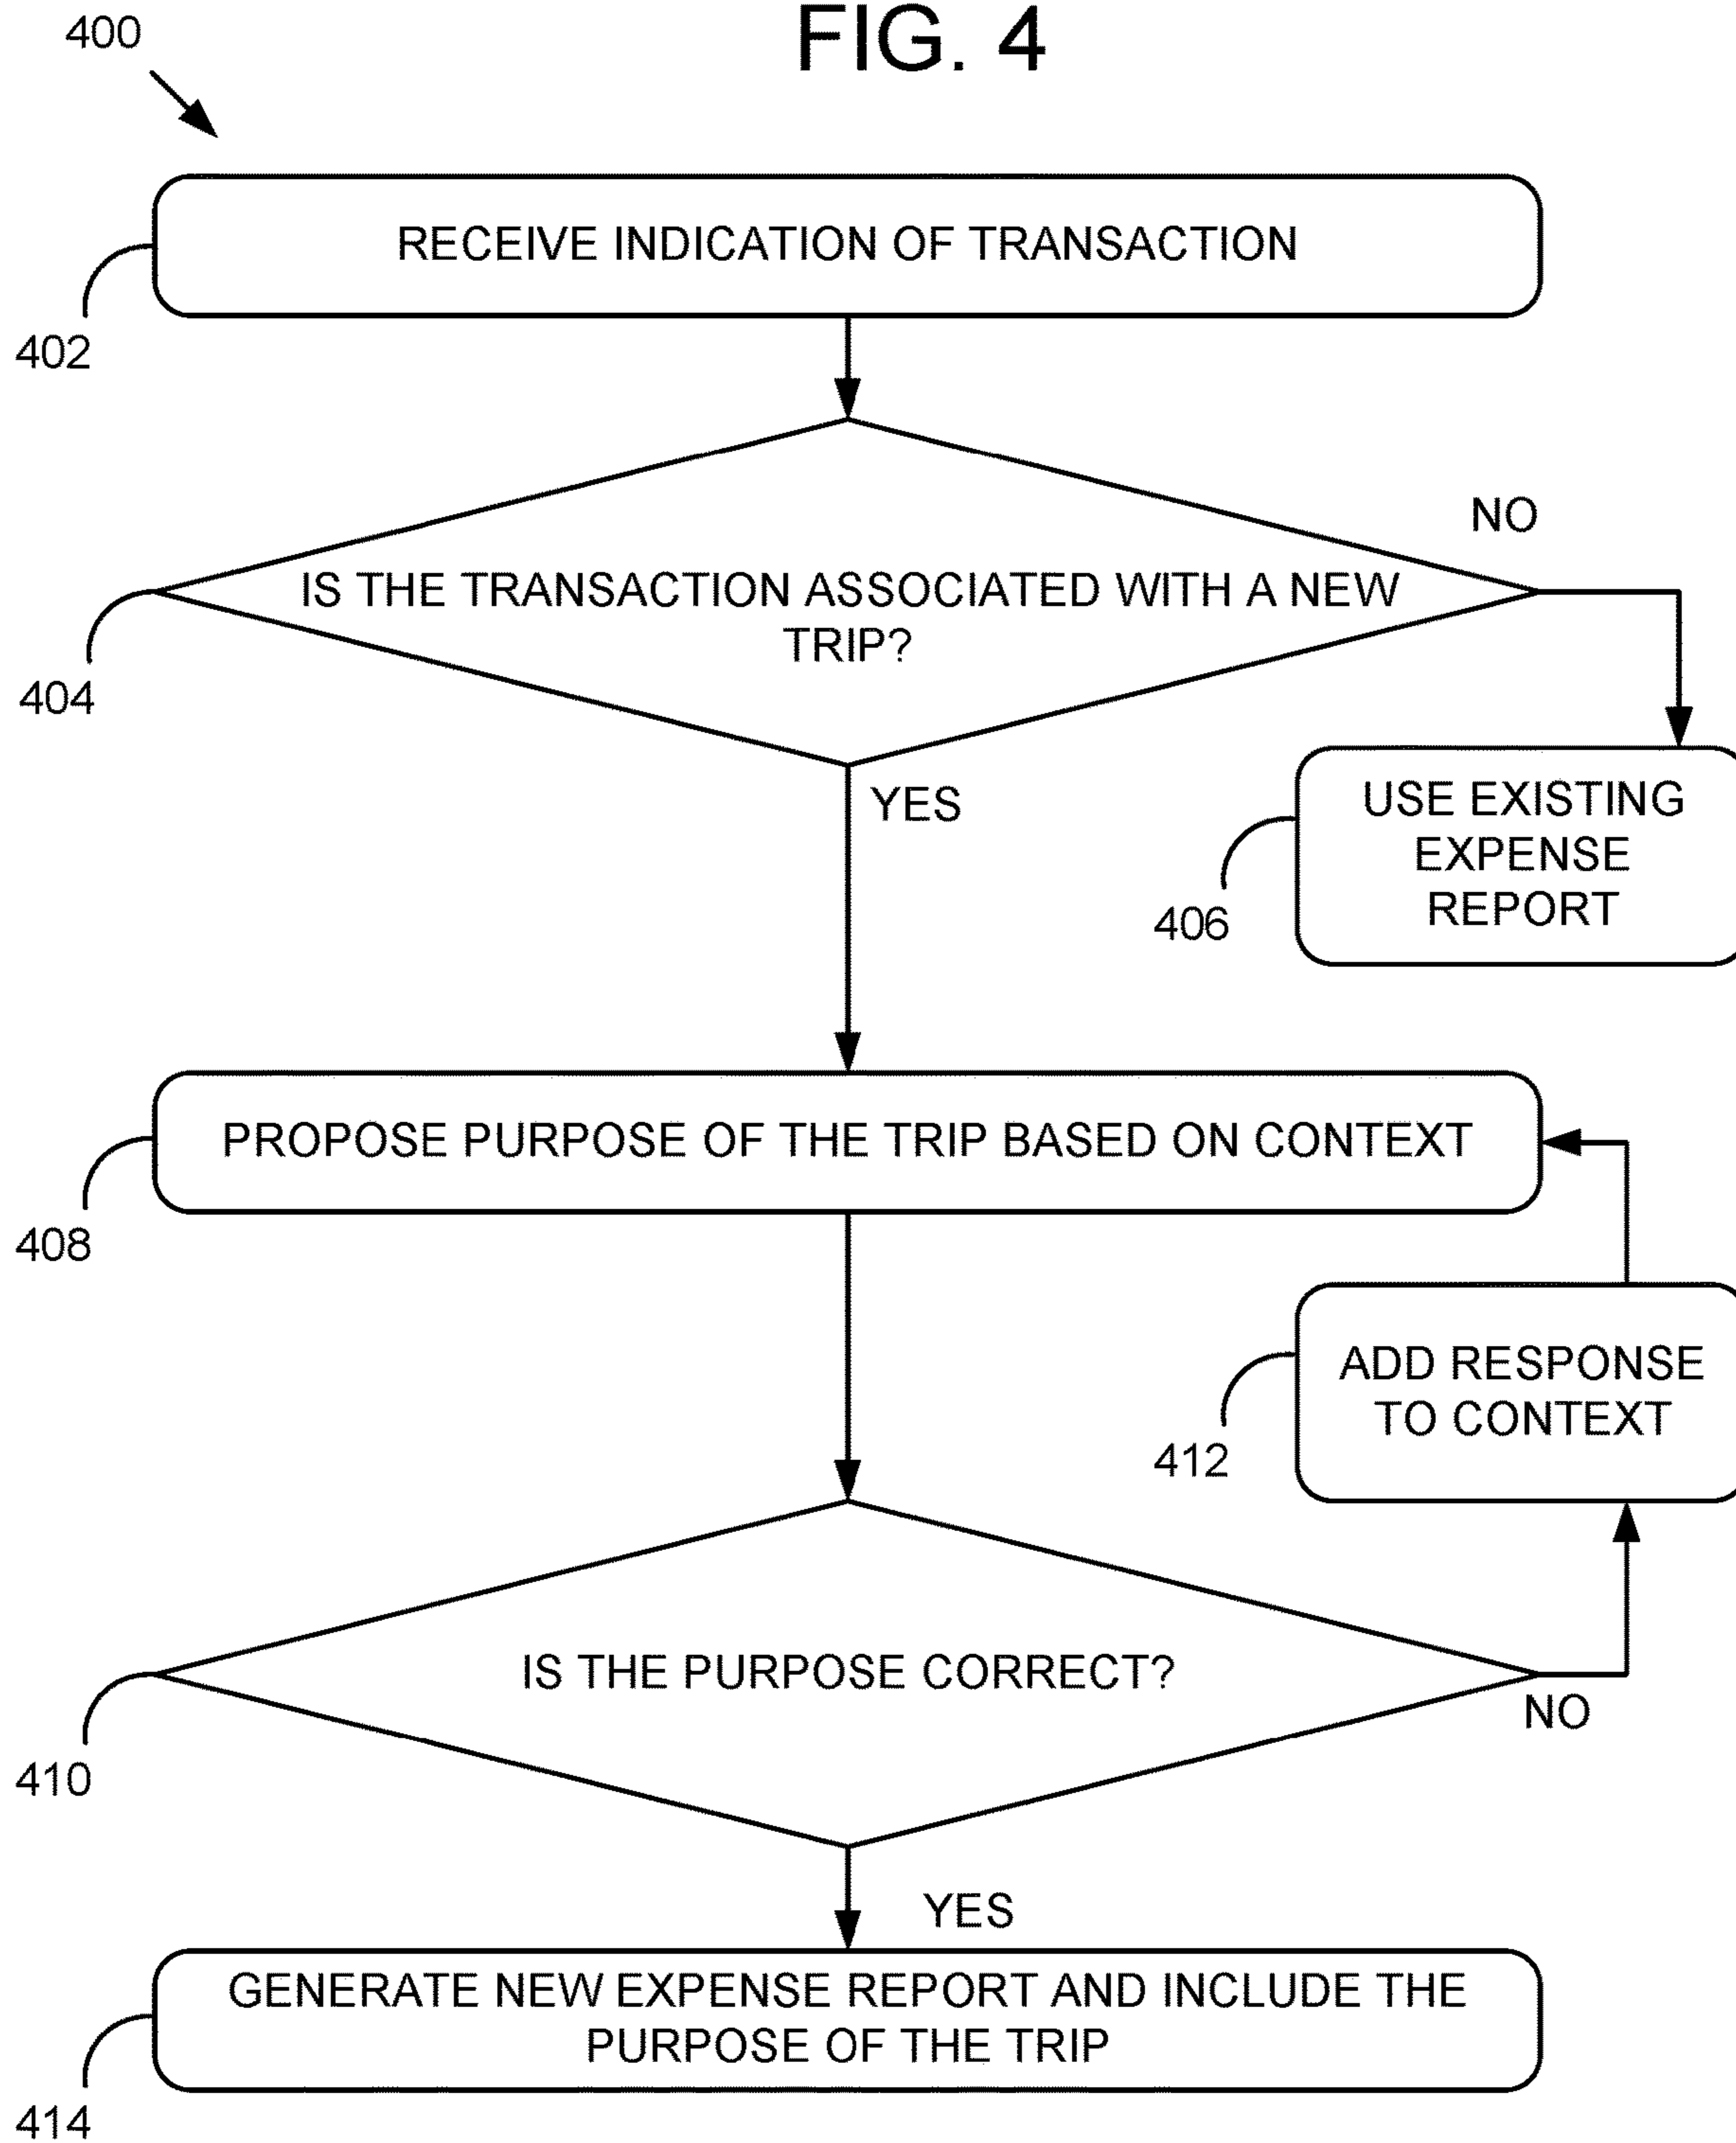 FIG. 4
400
RECEIVE INDICATION OF TRANSACTION
402
NO
IS THE TRANSACTION ASSOCIATED WITH A NEW
TRIP?
404
YES
USE EXISTING
EXPENSE
REPORT
406
PROPOSE PURPOSE OF THE TRIP BASED ON CONTEXT
408
ADD RESPONSE
TO CONTEXT
412
IS THE PURPOSE CORRECT?
NO
410
YES
GENERATE NEW EXPENSE REPORT AND INCLUDE THE
PURPOSE OF THE TRIP
414